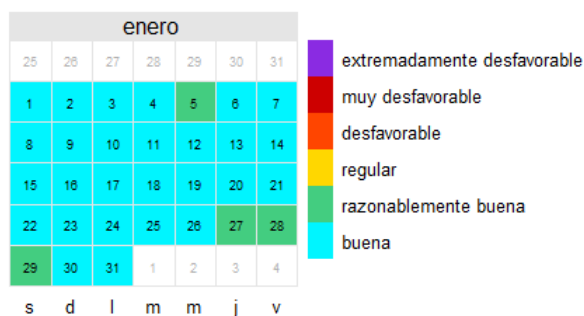 enero
25 26 27 28 29 30 31
1 2 3 4 5 6 7
8 9 10 11 12 13 14
15 16 17 18 19 20 21
22 23 24 25 26 27 28
29 30 31 1 2 3 4
s d l m m j v
extremadamente desfavorable
muy desfavorable
desfavorable
regular
razonablemente buena
buena